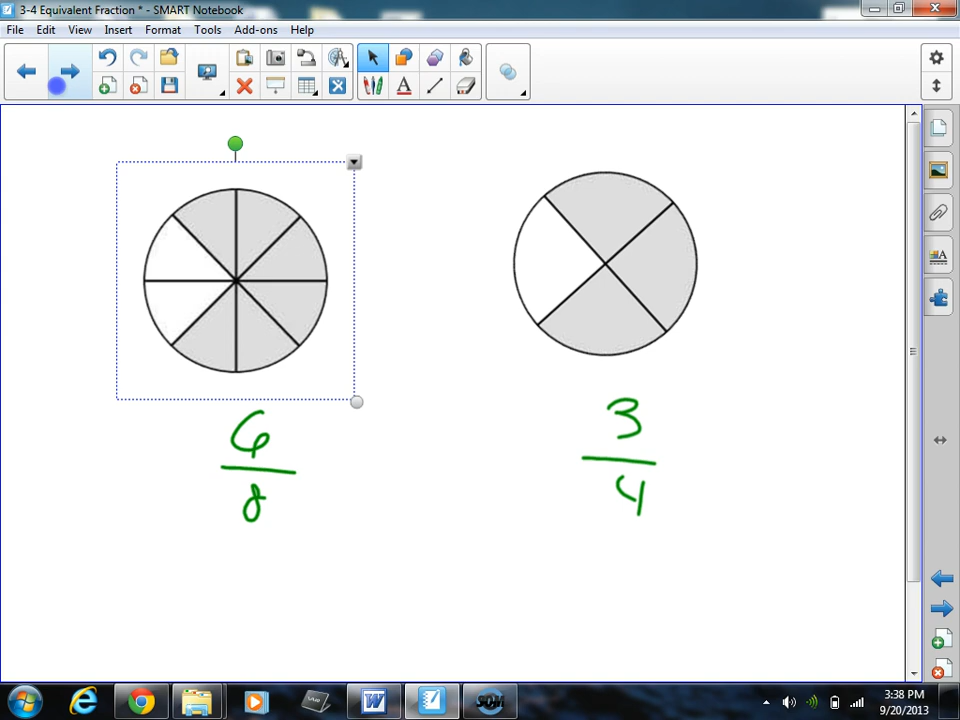 3-4 Equivalent Fraction * - SMART Notebook
File Edit View Insert Format Tools Add-ons Help
6
8
3
4
3:38 PM
9/20/2013